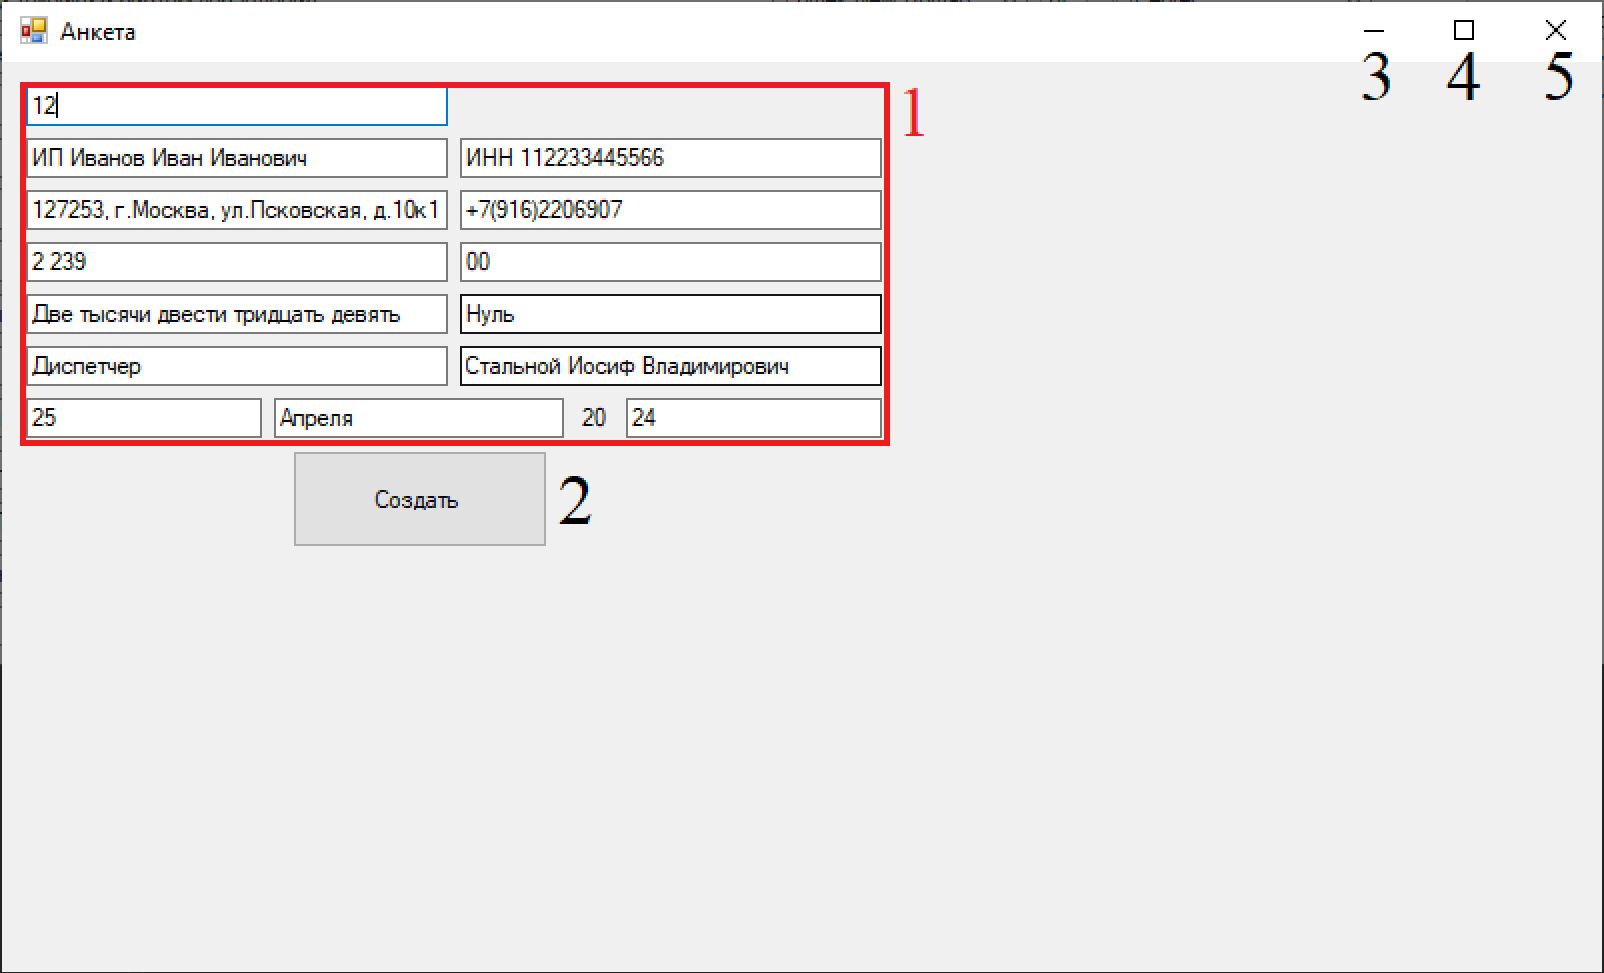 Анкета
3 4 5
12
1
ИП Иванов Иван Иванович ИНН 112233445566
127253, г.Москва, ул.Псковская, д.10к1 +7(916)2206907
2 239 00
Две тысячи двести тридцать девять Нуль
Диспетчер Стальной Иосиф Владимирович
25 Апреля 20 24
Создать 2